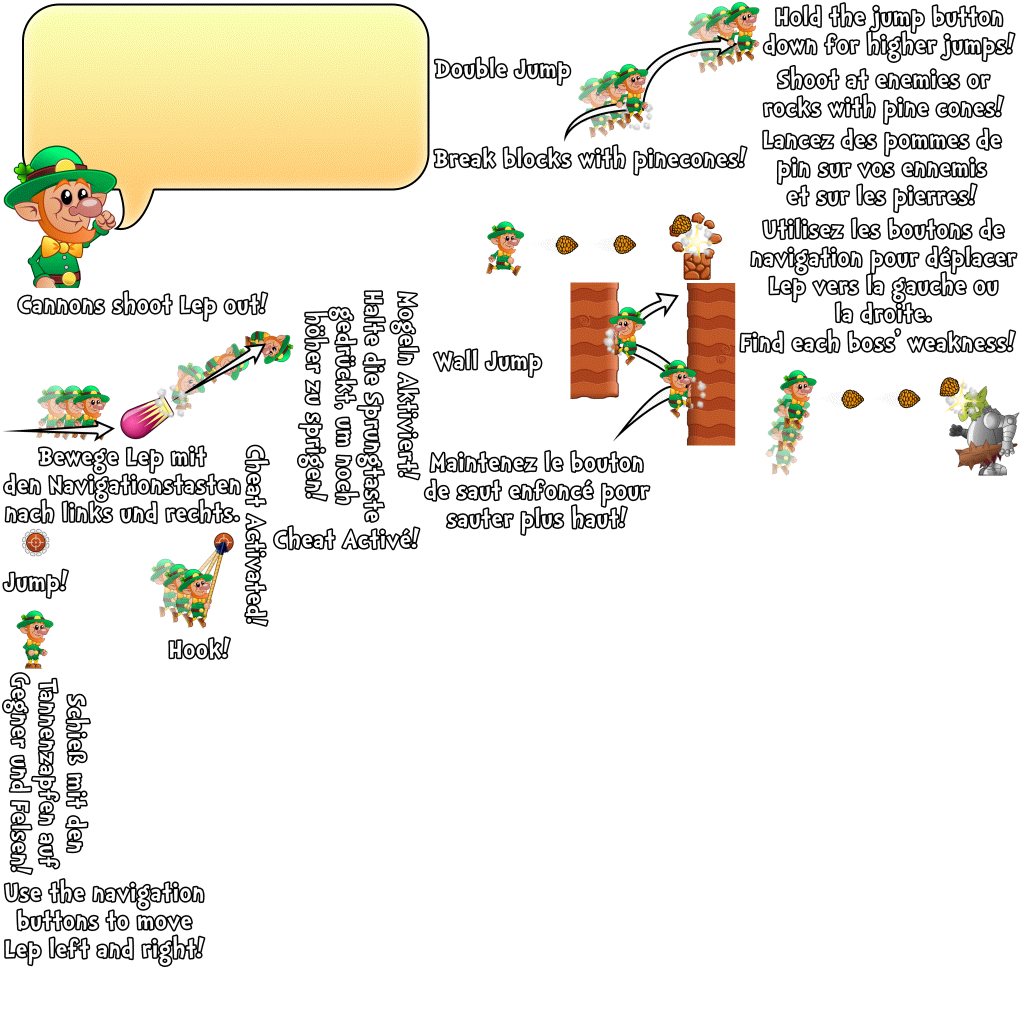 Hold the jump button
down for higher jumps!
Double Jump
Shoot at enemies or
rocks with pine cones!
Lancez des pommes de
pin sur vos ennemis
et sur les pierres!
Break blocks with pinecones!
Utilisez les boutons de
navigation pour déplacer
Lep vers la gauche ou
la droite.
Cannons shoot Lep out!
Mogeln Aktiviert!
Halte die Sprungtaste
gedrückt, um noch
höher zu sprigen!
Find each boss' weakness!
Wall Jump
Bewege Lep mit
den Navigationstasten
nach links und rechts.
Cheat Activated!
Maintenez le bouton
de saut enfoncé pour
sauter plus haut!
Cheat Activé!
Jump!
Hook!
Schieß mit den
Tannenzapfen auf
Gegner und Felsen!
Use the navigation
buttons to move
Lep left and right!